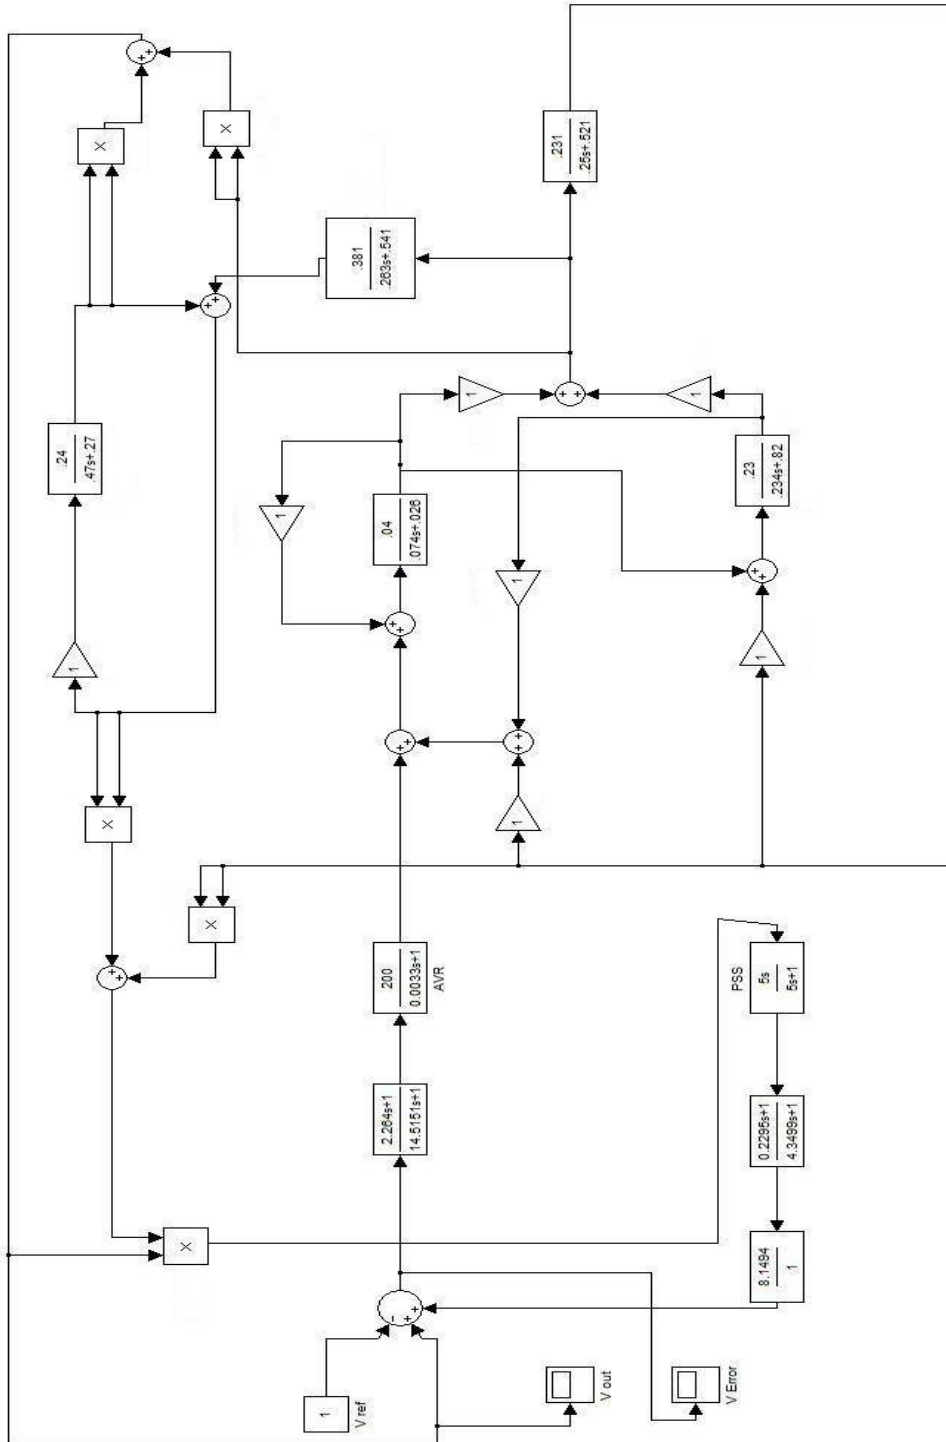 1
.24
.47s+.27
X
X
++
++
X
X
X
++
1
1
V ref
.381
.263s+.541
-
++
2.264s+1
14.5151s+1
200
0.0033s+1
AVR
++
++
.04
.074s+.026
1
1
++
1
V out
++
.231
.25s+.521
1
V Error
PSS
8.1494
1
0.2295s+1
4.3499s+1
5s
5s+1
1
++
.23
.234s+.82